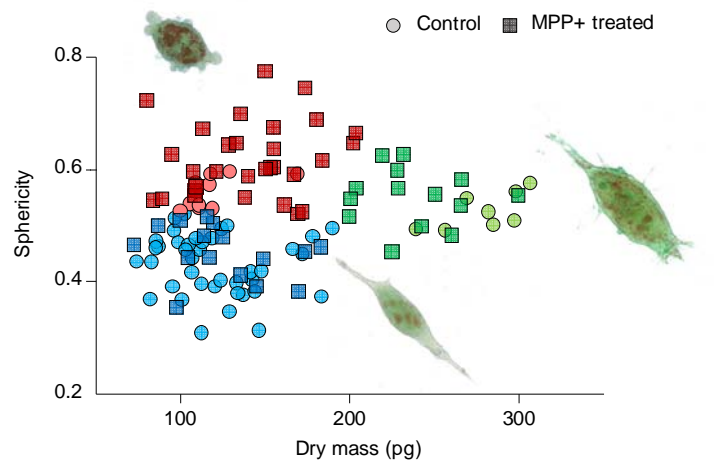 Control MPP+ treated
0.8
0.6
Sphericity
0.4
0.2
100 200 300
Dry mass (pg)